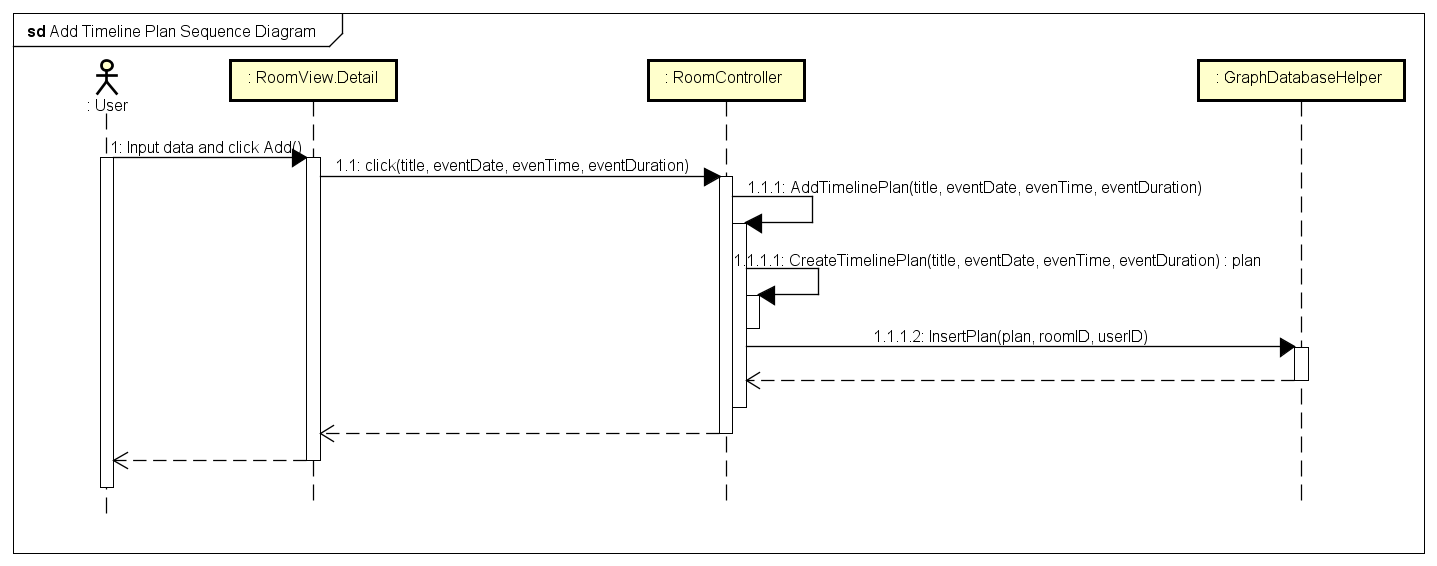 sd Add Timeline Plan Sequence Diagram
: User
: RoomView.Detail
: RoomController
: GraphDatabaseHelper
1: Input data and click Add()
1.1: click(title, eventDate, evenTime, eventDuration)
1.1.1: AddTimelinePlan(title, eventDate, evenTime, eventDuration)
1.1.1.1: CreateTimelinePlan(title, eventDate, evenTime, eventDuration) : plan
1.1.1.2: InsertPlan(plan, roomID, userID)